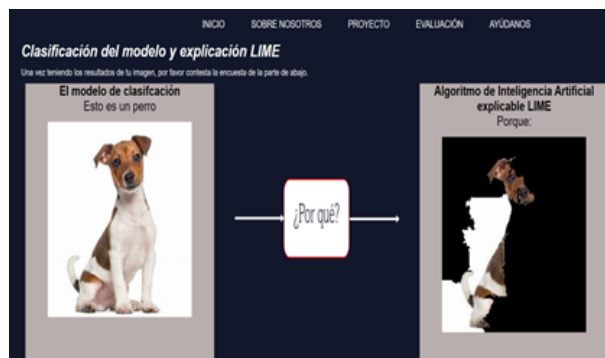 INICIO SOBRE NOSOTROS PROYECTO EVALUACIÓN AYÚDANOS
Clasificación del modelo y explicación LIME
Una vez teniendo los resultados de tu imagen, por favor contesta la encuesta de la parte de abajo.
El modelo de clasifcación
Esto es un perro
¿Por qué?
Algoritmo de Inteligencia Artificial
explicable LIME
Porque: